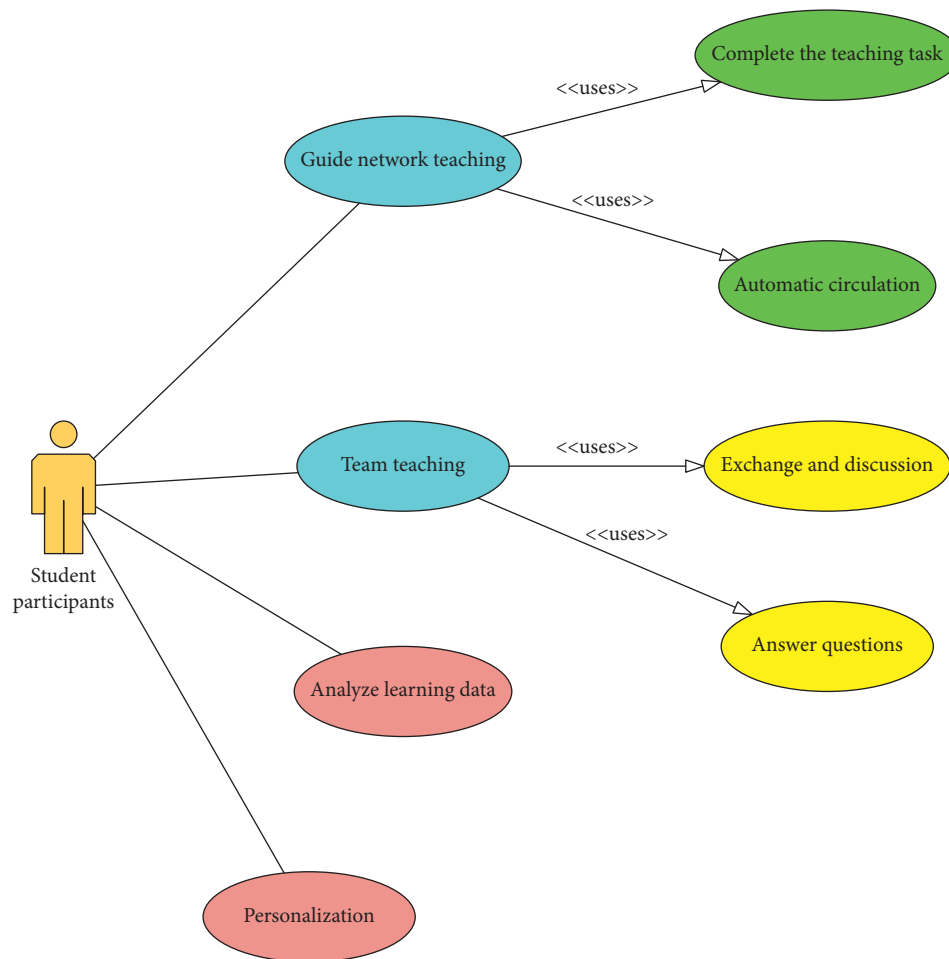 Complete the teaching task
<<uses>>
Guide network teaching
<<uses>>
Automatic circulation
<<uses>>
Team teaching
Exchange and discussion
<<uses>>
Student
participants
Answer questions
Analyze learning data
Personalization